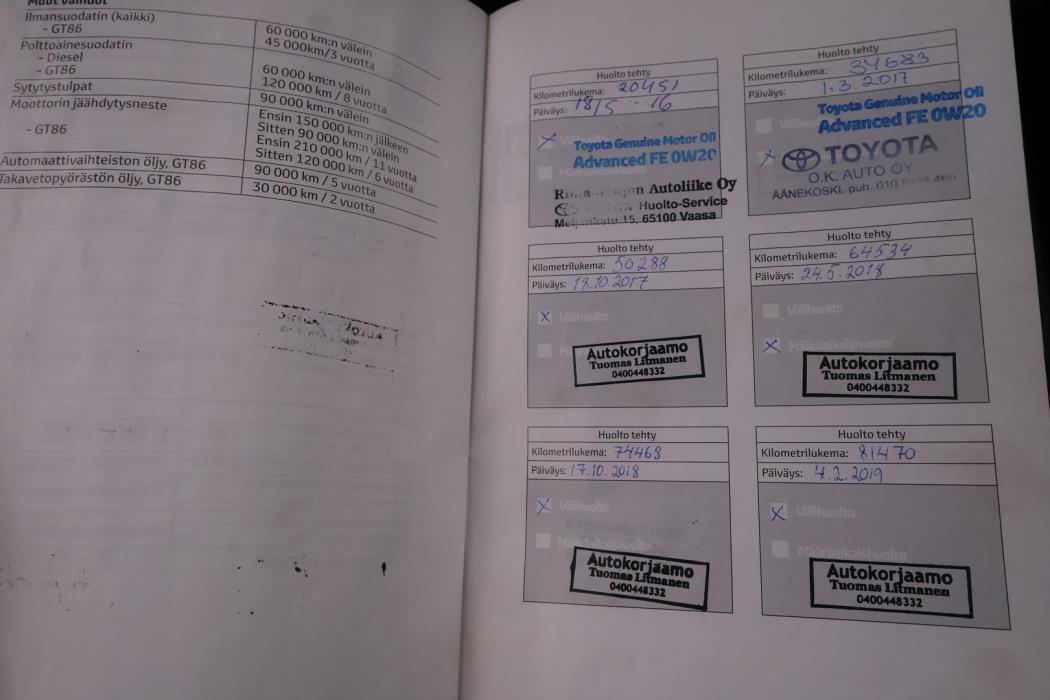 Muut vaihdot
Ilmansuodatin (kaikki)
60 000 km:n välein
- GT86
45 000km/3 vuotta
Polttoainesuodatin
- Diesel
60 000 km:n välein
- GT86
120 000 km / 8 vuotta
Sytytystulpat
90 000 km:n välein
Moottorin jäähdytysneste
Ensin 150 000 km:n jälkeen
Sitten 90 000 km:n välein
- GT86
Ensin 210 000 km / 11 vuotta
Sitten 120 000 km / 6 vuotta
Automaattivaihteiston öljy, GT86
90 000 km / 5 vuotta
Takavetopyörästön öljy, GT86
30 000 km / 2 vuotta
Huolto tehty
Kilometrilukema: 20451
Päiväys: 18/5 - 16
X
Toyota Genuine Motor Oil
Advanced FE 0W20
Autoliike Oy
Huolto-Service
15, 65100 Vaasa
Huolto tehty
Kilometrilukema: 34683
Päiväys: 1.3.2017
Toyota Genuine Motor Oil
Advanced FE 0W20
X TOYOTA
O.K. AUTO OY
ÄÄNEKOSKI, puh. 010
Huolto tehty
Kilometrilukema: 50288
Päiväys: 18.10.2017
X Välihuolto
Autokorjaamo
Tuomas Litmanen
0400448332
Huolto tehty
Kilometrilukema: 64534
Päiväys: 24.5.2018
Välihuolto
X Määräaikaishuolto
Autokorjaamo
Tuomas Litmanen
0400448332
Huolto tehty
Kilometrilukema: 74468
Päiväys: 17.10.2018
X Välihuolto
Määräaikaishuolto
Autokorjaamo
Tuomas Litmanen
0400448332
Huolto tehty
Kilometrilukema: 81470
Päiväys: 4.2.2019
X Välihuolto
Määräaikaishuolto
Autokorjaamo
Tuomas Litmanen
0400448332